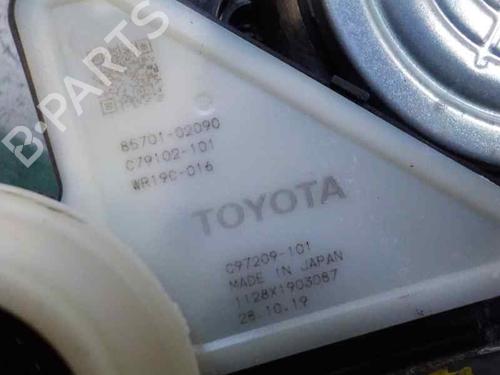 B-PARTS
85701-02090
C79102-101
WR19C-016
TOYOTA
C97209-101
MADE IN JAPAN
1128X1903087
28.10.19